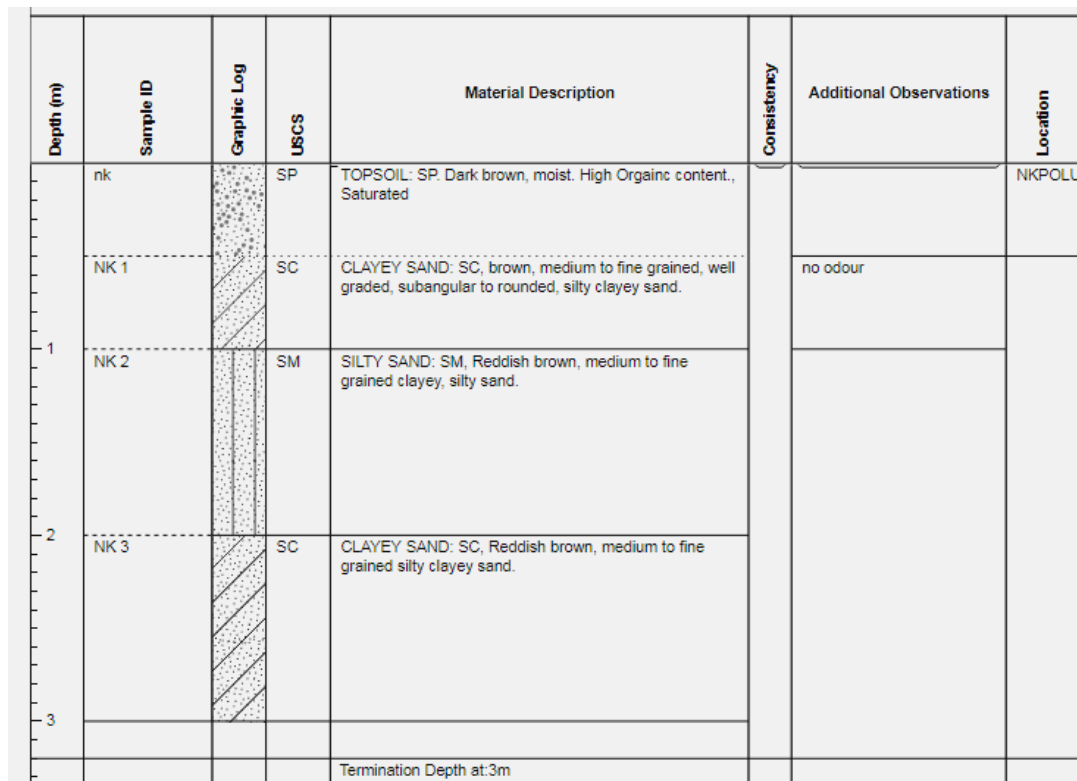 Depth (m)
Sample ID
Graphic Log
USCS
Material Description
Consistency
Additional Observations
Location
nk
SP
TOPSOIL: SP. Dark brown, moist. High Orgainc content.,
Saturated
NKPOLU
NK 1
SC
CLAYEY SAND: SC, brown, medium to fine grained, well
graded, subangular to rounded, silty clayey sand.
no odour
1
NK 2
SM
SILTY SAND: SM, Reddish brown, medium to fine
grained clayey, silty sand.
2
NK 3
SC
CLAYEY SAND: SC, Reddish brown, medium to fine
grained silty clayey sand.
3
Termination Depth at:3m